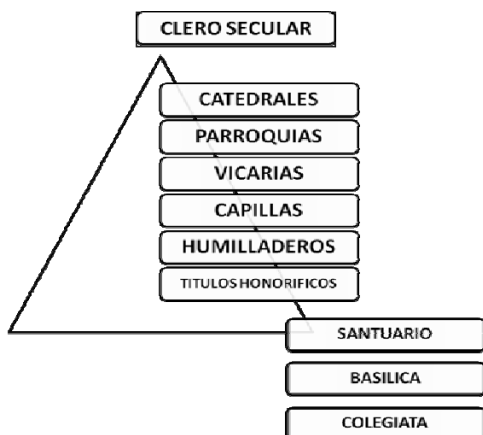 CLERO SECULAR
CATEDRALES
PARROQUIAS
VICARIAS
CAPILLAS
HUMILLADEROS
TITULOS HONORIFICOS
SANTUARIO
BASILICA
COLEGIATA